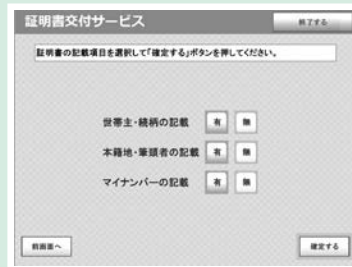 証明書交付サービス
終了する
証明書の記載項目を選択して「確定する」ボタンを押してください。
世帯主・続柄の記載 有 無
本籍地・筆頭者の記載 有 無
マイナンバーの記載 有 無
前画面へ 確定する